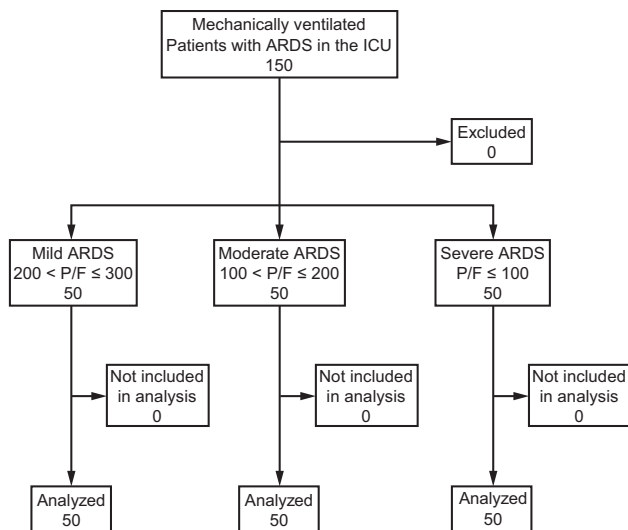 Mechanically ventilated
Patients with ARDS in the ICU
150
Excluded
0
Mild ARDS
200 < P/F ≤ 300
50
Moderate ARDS
100 < P/F ≤ 200
50
Severe ARDS
P/F ≤ 100
50
Not included
in analysis
0
Not included
in analysis
0
Not included
in analysis
0
Analyzed
50
Analyzed
50
Analyzed
50